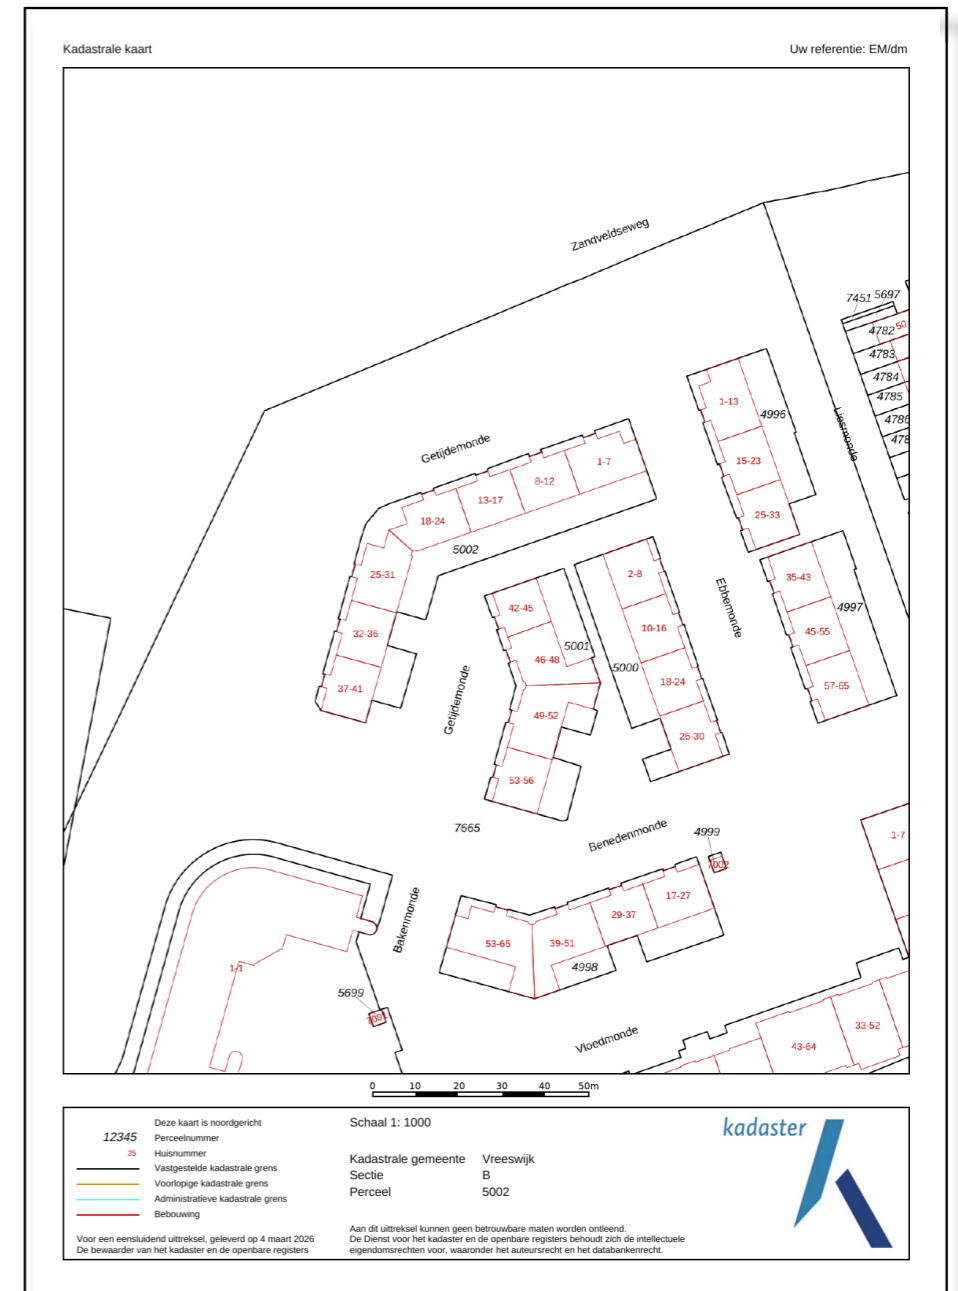 Kadastrale kaart
Uw referentie: EM/dm
Zandveldseweg
7451 5697
4782 50
4783
4784
4785
4786
478
Liesmonde
1-13
4996
15-23
25-33
Getijdemonde
1-7
8-12
13-17
18-24
5002
25-31
32-36
37-41
2-8
10-16
5000
18-24
26-30
Ebbemonde
35-43
4997
45-55
57-65
42-45
5001
46-48
49-52
53-56
Getijdemonde
7665
Benedenmonde
4999
7002
1-7
17-27
29-37
39-51
53-65
4998
Bakenmonde
1-1
5699
7001
Vloedmonde
33-52
43-64
0 10 20 30 40 50m
Deze kaart is noordgericht
12345 Perceelnummer
25 Huisnummer
Vastgestelde kadastrale grens
Voorlopige kadastrale grens
Administratieve kadastrale grens
Bebouwing
Voor een eensluidend uittreksel, geleverd op 4 maart 2026
De bewaarder van het kadaster en de openbare registers
Schaal 1: 1000
Kadastrale gemeente Vreeswijk
Sectie B
Perceel 5002
Aan dit uittreksel kunnen geen betrouwbare maten worden ontleend.
De Dienst voor het kadaster en de openbare registers behoudt zich de intellectuele
eigendomsrechten voor, waaronder het auteursrecht en het databankenrecht.
kadaster